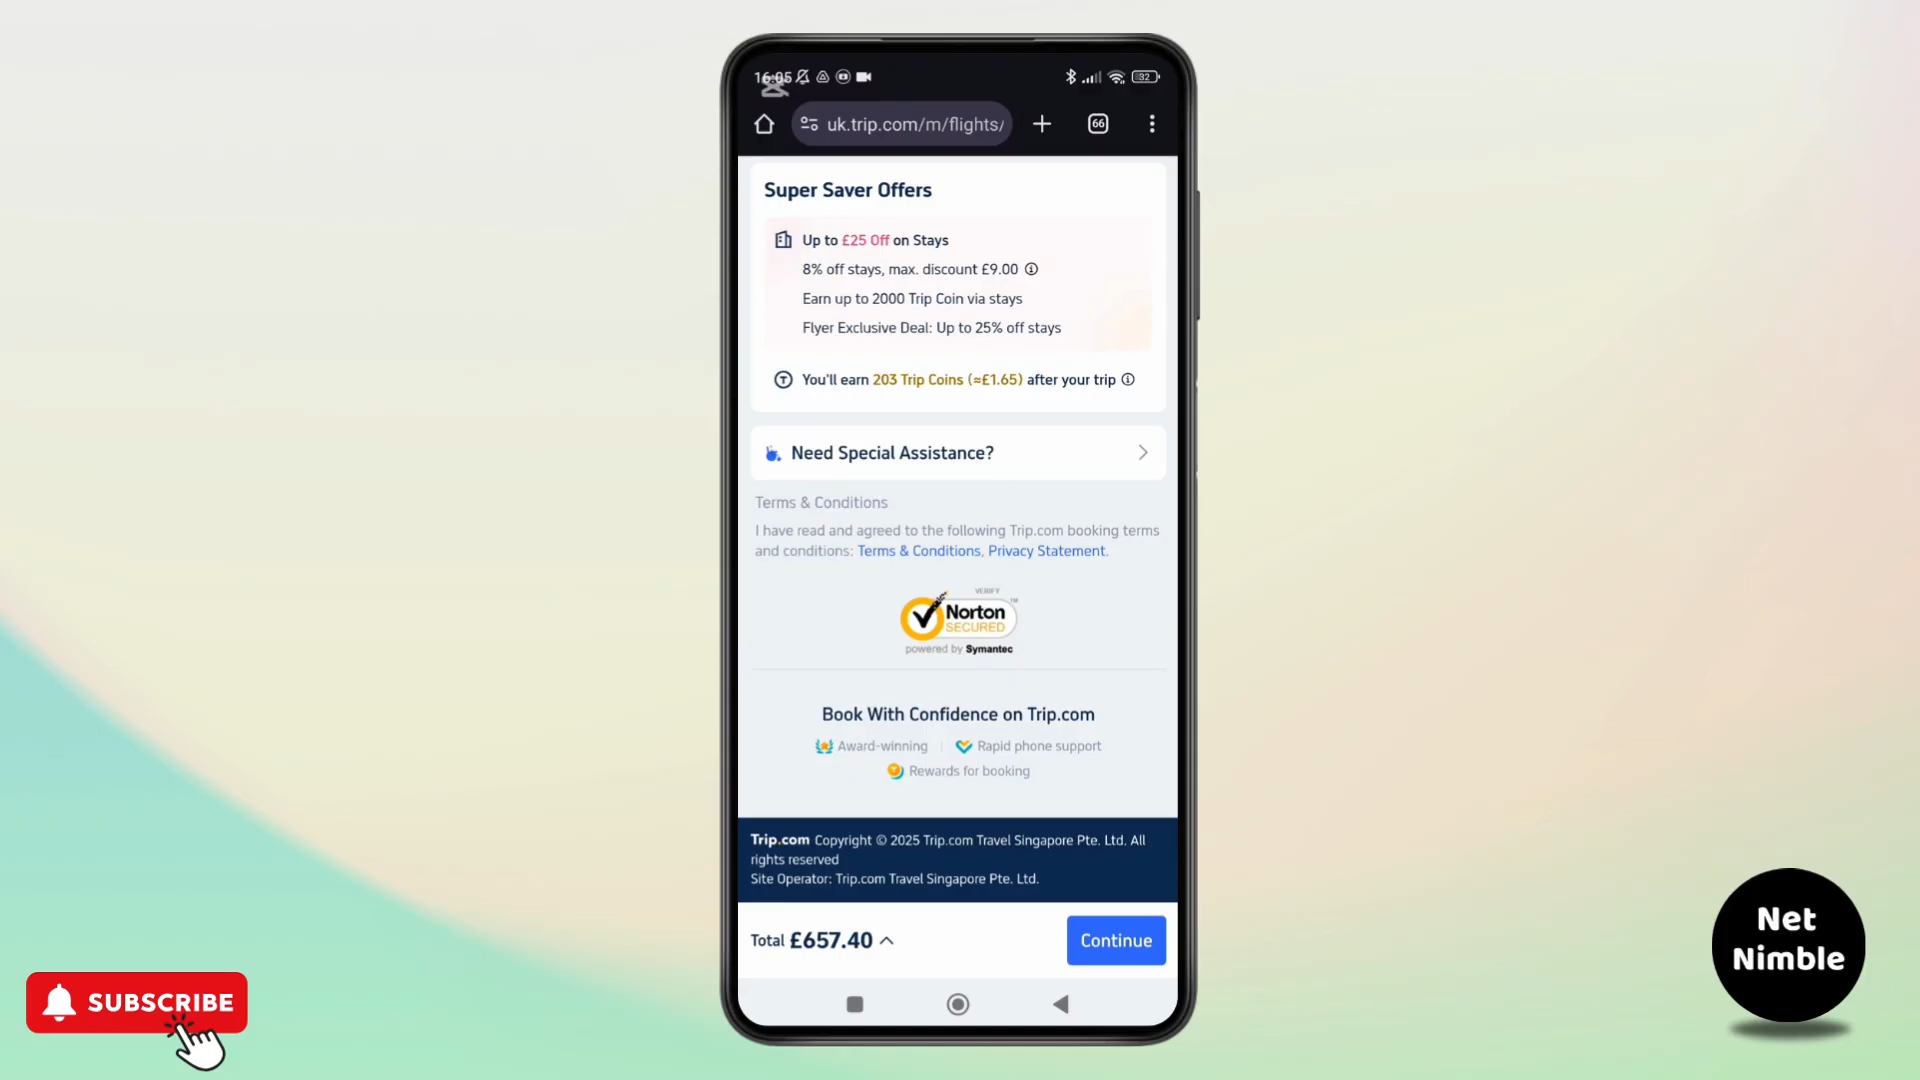 16:05
32
uk.trip.com/m/flights/
66
Super Saver Offers
Up to £25 Off on Stays
8% off stays, max. discount £9.00
Earn up to 2000 Trip Coin via stays
Flyer Exclusive Deal: Up to 25% off stays
You'll earn 203 Trip Coins (≈£1.65) after your trip
Need Special Assistance?
Terms & Conditions
I have read and agreed to the following Trip.com booking terms
and conditions: Terms & Conditions, Privacy Statement.
VERIFY
Norton™
SECURED
powered by Symantec
Book With Confidence on Trip.com
Award-winning
Rapid phone support
Rewards for booking
Trip.com Copyright © 2025 Trip.com Travel Singapore Pte. Ltd. All
rights reserved
Site Operator: Trip.com Travel Singapore Pte. Ltd.
Total £657.40
Continue
SUBSCRIBE
Net
Nimble